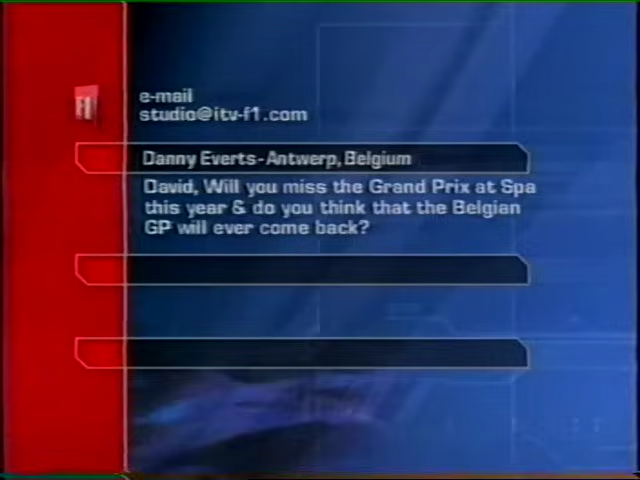 e-mail
studio@itv-f1.com
Danny Everts - Antwerp, Belgium
David, Will you miss the Grand Prix at Spa
this year & do you think that the Belgian
GP will ever come back?